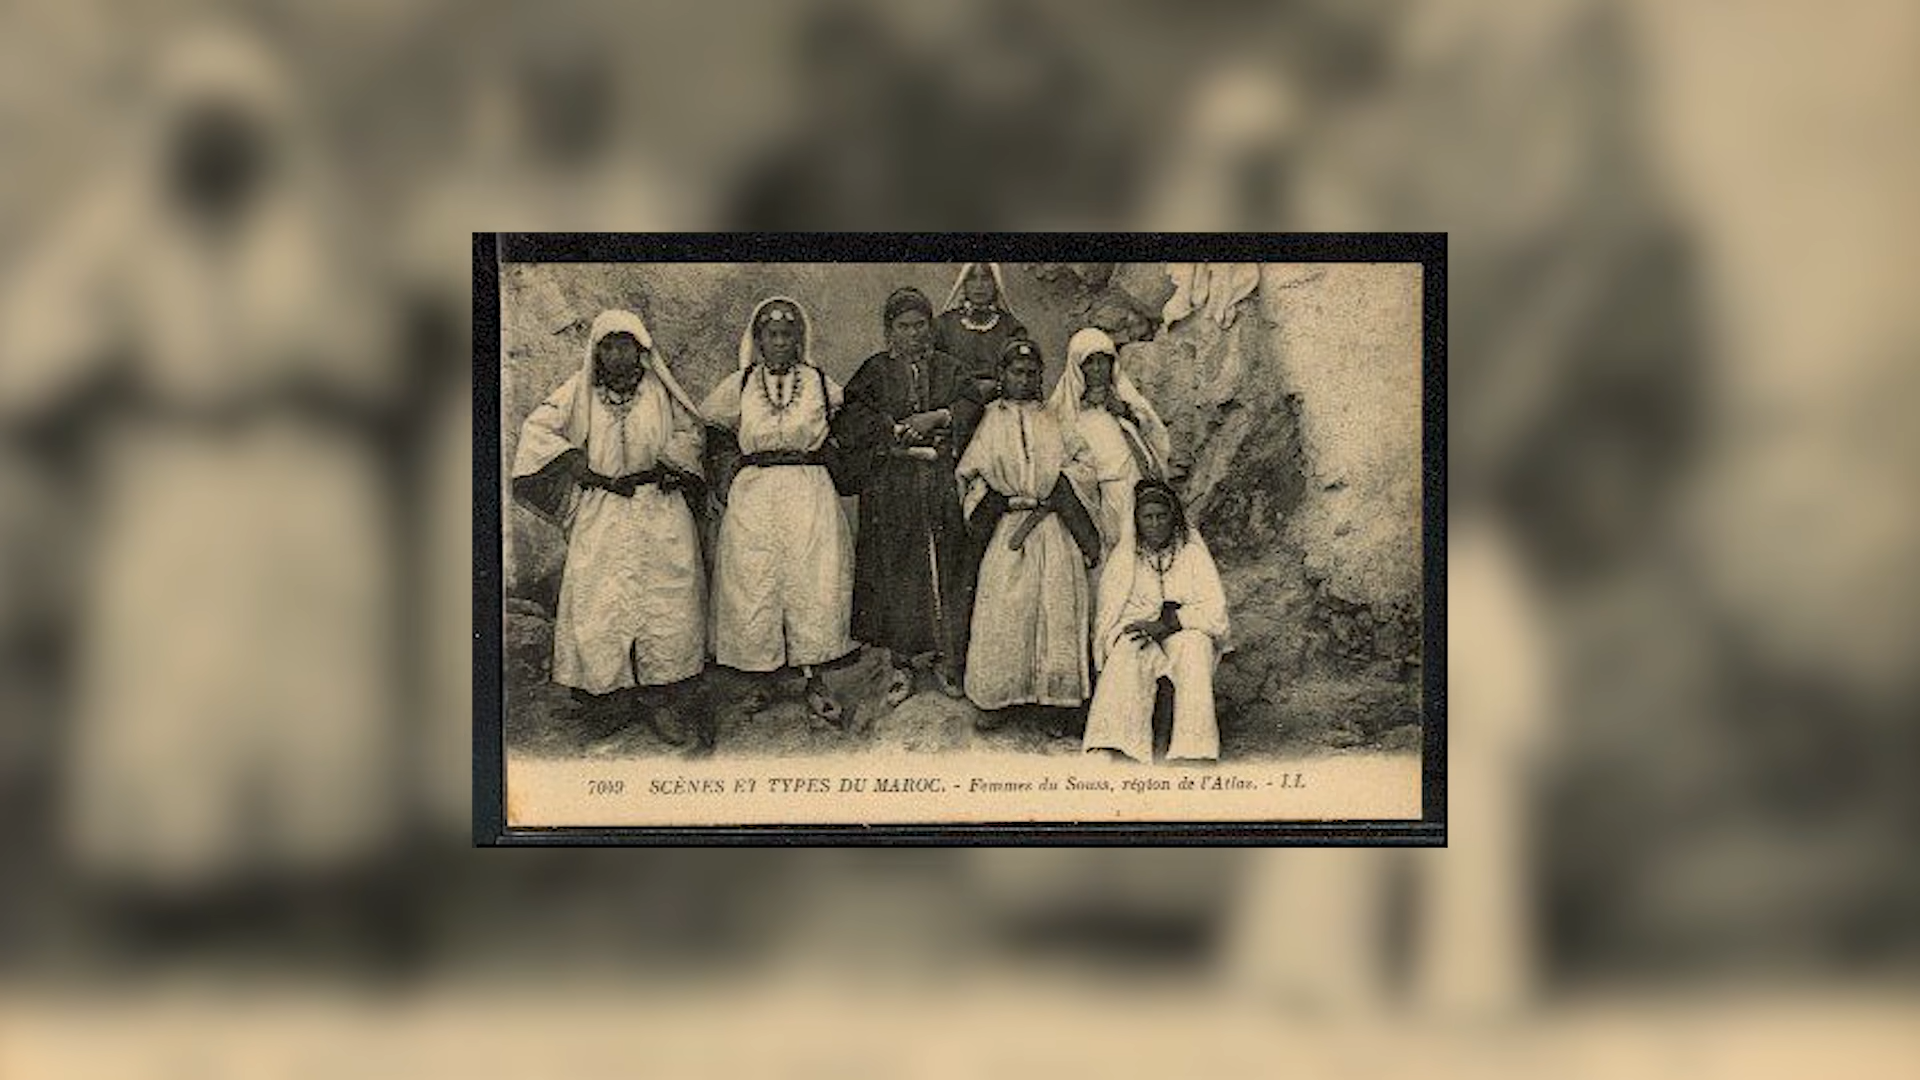 7049 SCÈNES ET TYPES DU MAROC. - Femmes du Souss, région de l'Atlas. - LL